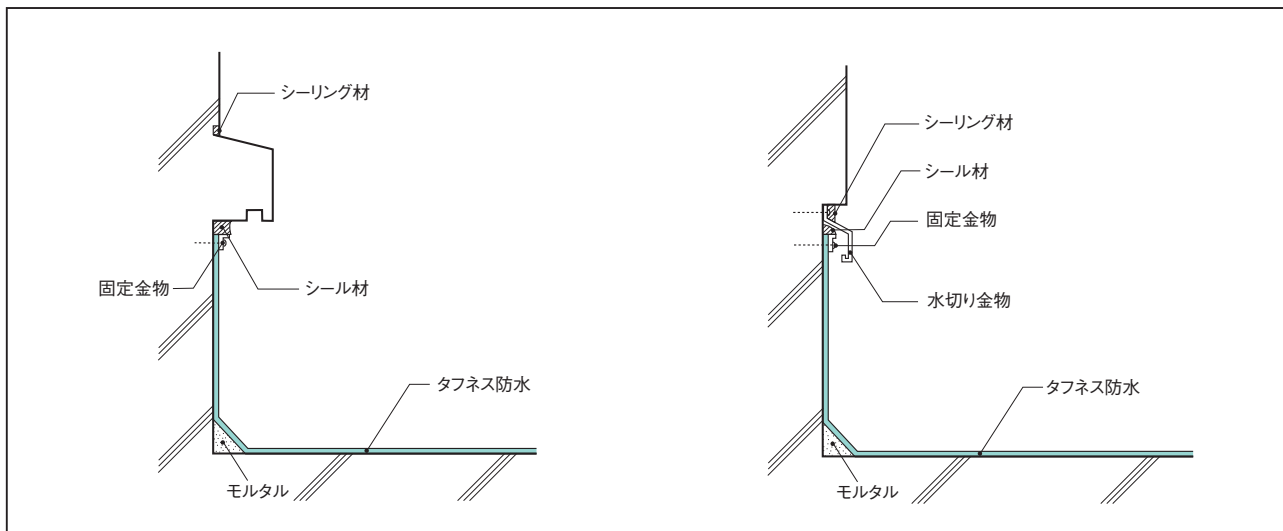 シーリング材
固定金物
シール材
タフネス防水
モルタル
シーリング材
シール材
固定金物
水切り金物
タフネス防水
モルタル